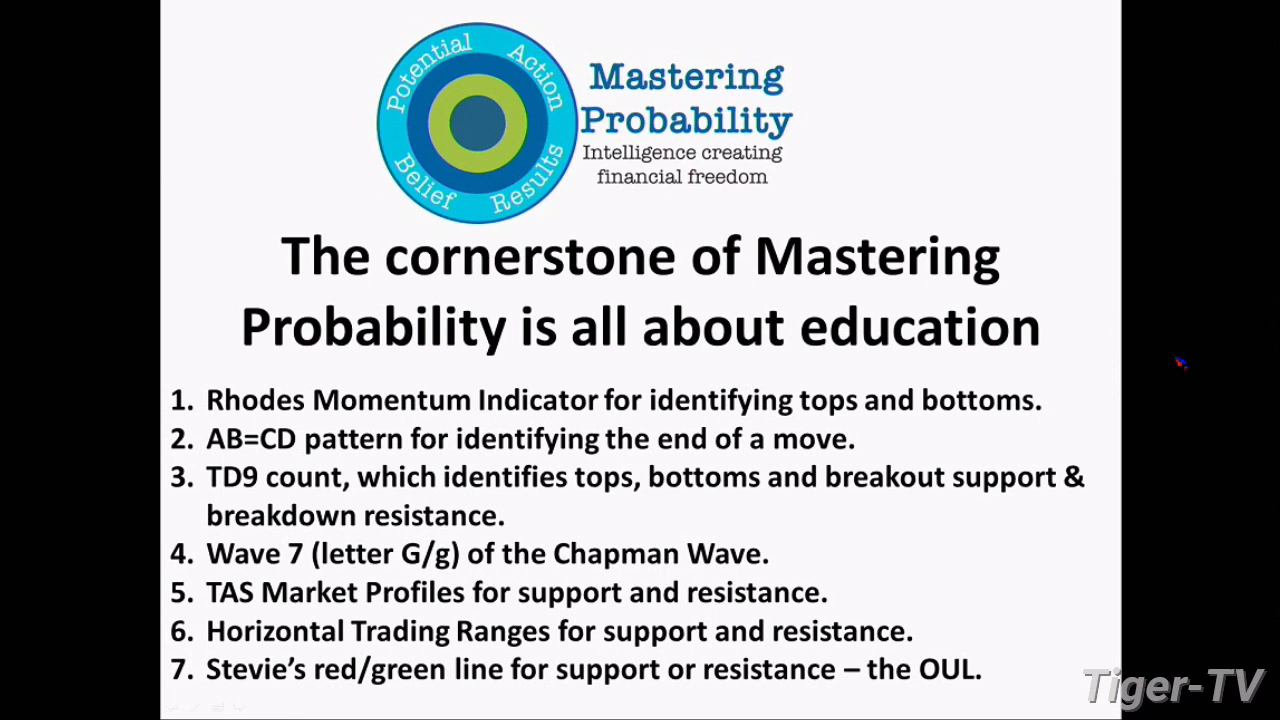 Potential
Action
Belief
Results
Mastering
Probability
Intelligence creating
financial freedom
The cornerstone of Mastering
Probability is all about education
1. Rhodes Momentum Indicator for identifying tops and bottoms.
2. AB=CD pattern for identifying the end of a move.
3. TD9 count, which identifies tops, bottoms and breakout support &
breakdown resistance.
4. Wave 7 (letter G/g) of the Chapman Wave.
5. TAS Market Profiles for support and resistance.
6. Horizontal Trading Ranges for support and resistance.
7. Stevie’s red/green line for support or resistance – the OUL.
Tiger-TV